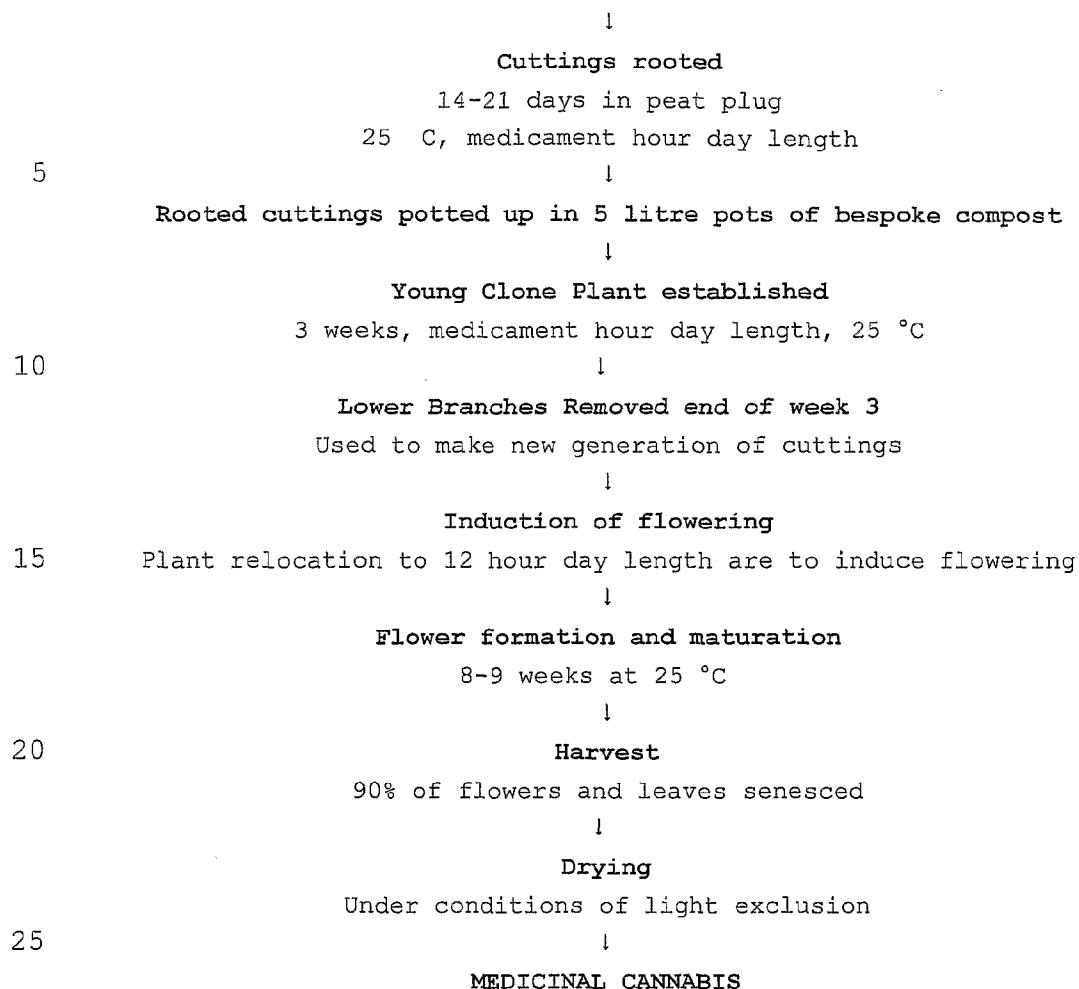 ↓
Cuttings rooted
14-21 days in peat plug
25 C, medicament hour day length
5 ↓
Rooted cuttings potted up in 5 litre pots of bespoke compost
↓
Young Clone Plant established
3 weeks, medicament hour day length, 25 °C
10 ↓
Lower Branches Removed end of week 3
Used to make new generation of cuttings
↓
Induction of flowering
15 Plant relocation to 12 hour day length are to induce flowering
↓
Flower formation and maturation
8-9 weeks at 25 °C
↓
20 Harvest
90% of flowers and leaves senesced
↓
Drying
Under conditions of light exclusion
25 ↓
MEDICINAL CANNABIS